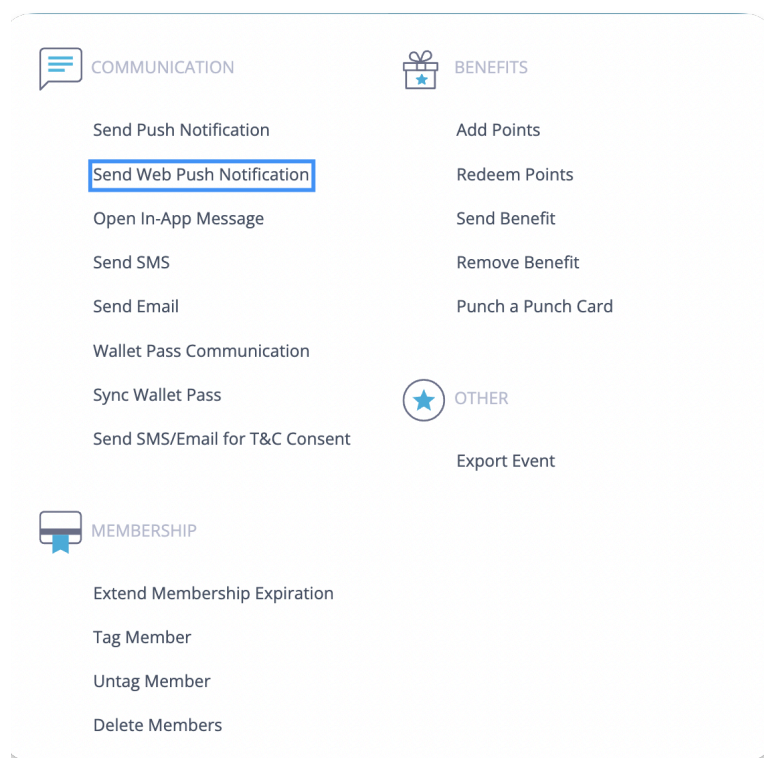 COMMUNICATION
Send Push Notification
Send Web Push Notification
Open In-App Message
Send SMS
Send Email
Wallet Pass Communication
Sync Wallet Pass
Send SMS/Email for T&C Consent
MEMBERSHIP
Extend Membership Expiration
Tag Member
Untag Member
Delete Members
BENEFITS
Add Points
Redeem Points
Send Benefit
Remove Benefit
Punch a Punch Card
OTHER
Export Event